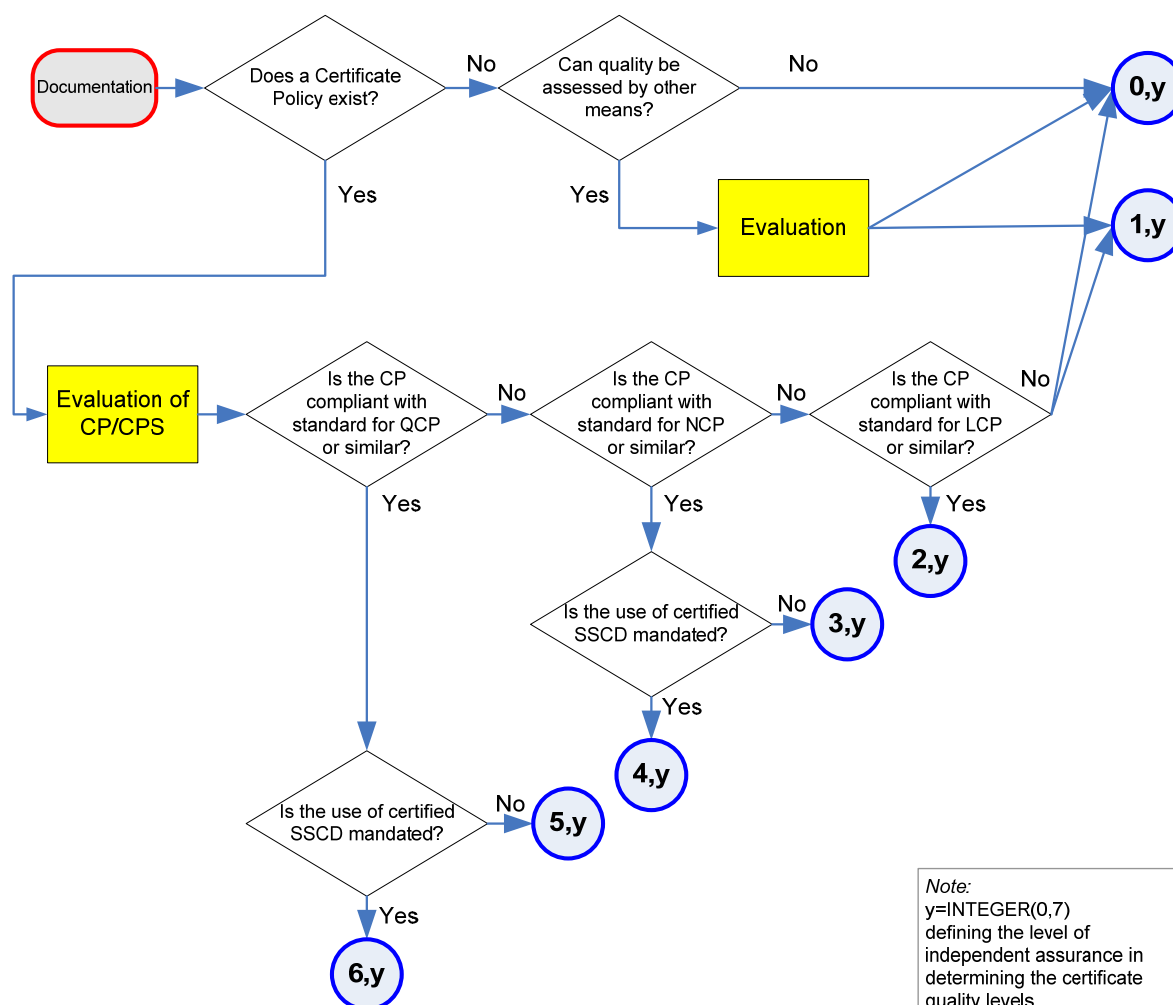 Documentation
Does a Certificate
Policy exist?
No
Can quality be
assessed by other
means?
No
0,y
Yes
Yes
Evaluation
1,y
Evaluation of
CP/CPS
Is the CP
compliant with
standard for QCP
or similar?
No
Is the CP
compliant with
standard for NCP
or similar?
No
Is the CP
compliant with
standard for LCP
or similar?
No
Yes
Yes
Yes
2,y
Is the use of certified
SSCD mandated?
No
3,y
Yes
4,y
Is the use of certified
SSCD mandated?
No
5,y
Yes
6,y
Note:
y=INTEGER(0,7)
defining the level of
independent assurance in
determining the certificate
quality levels